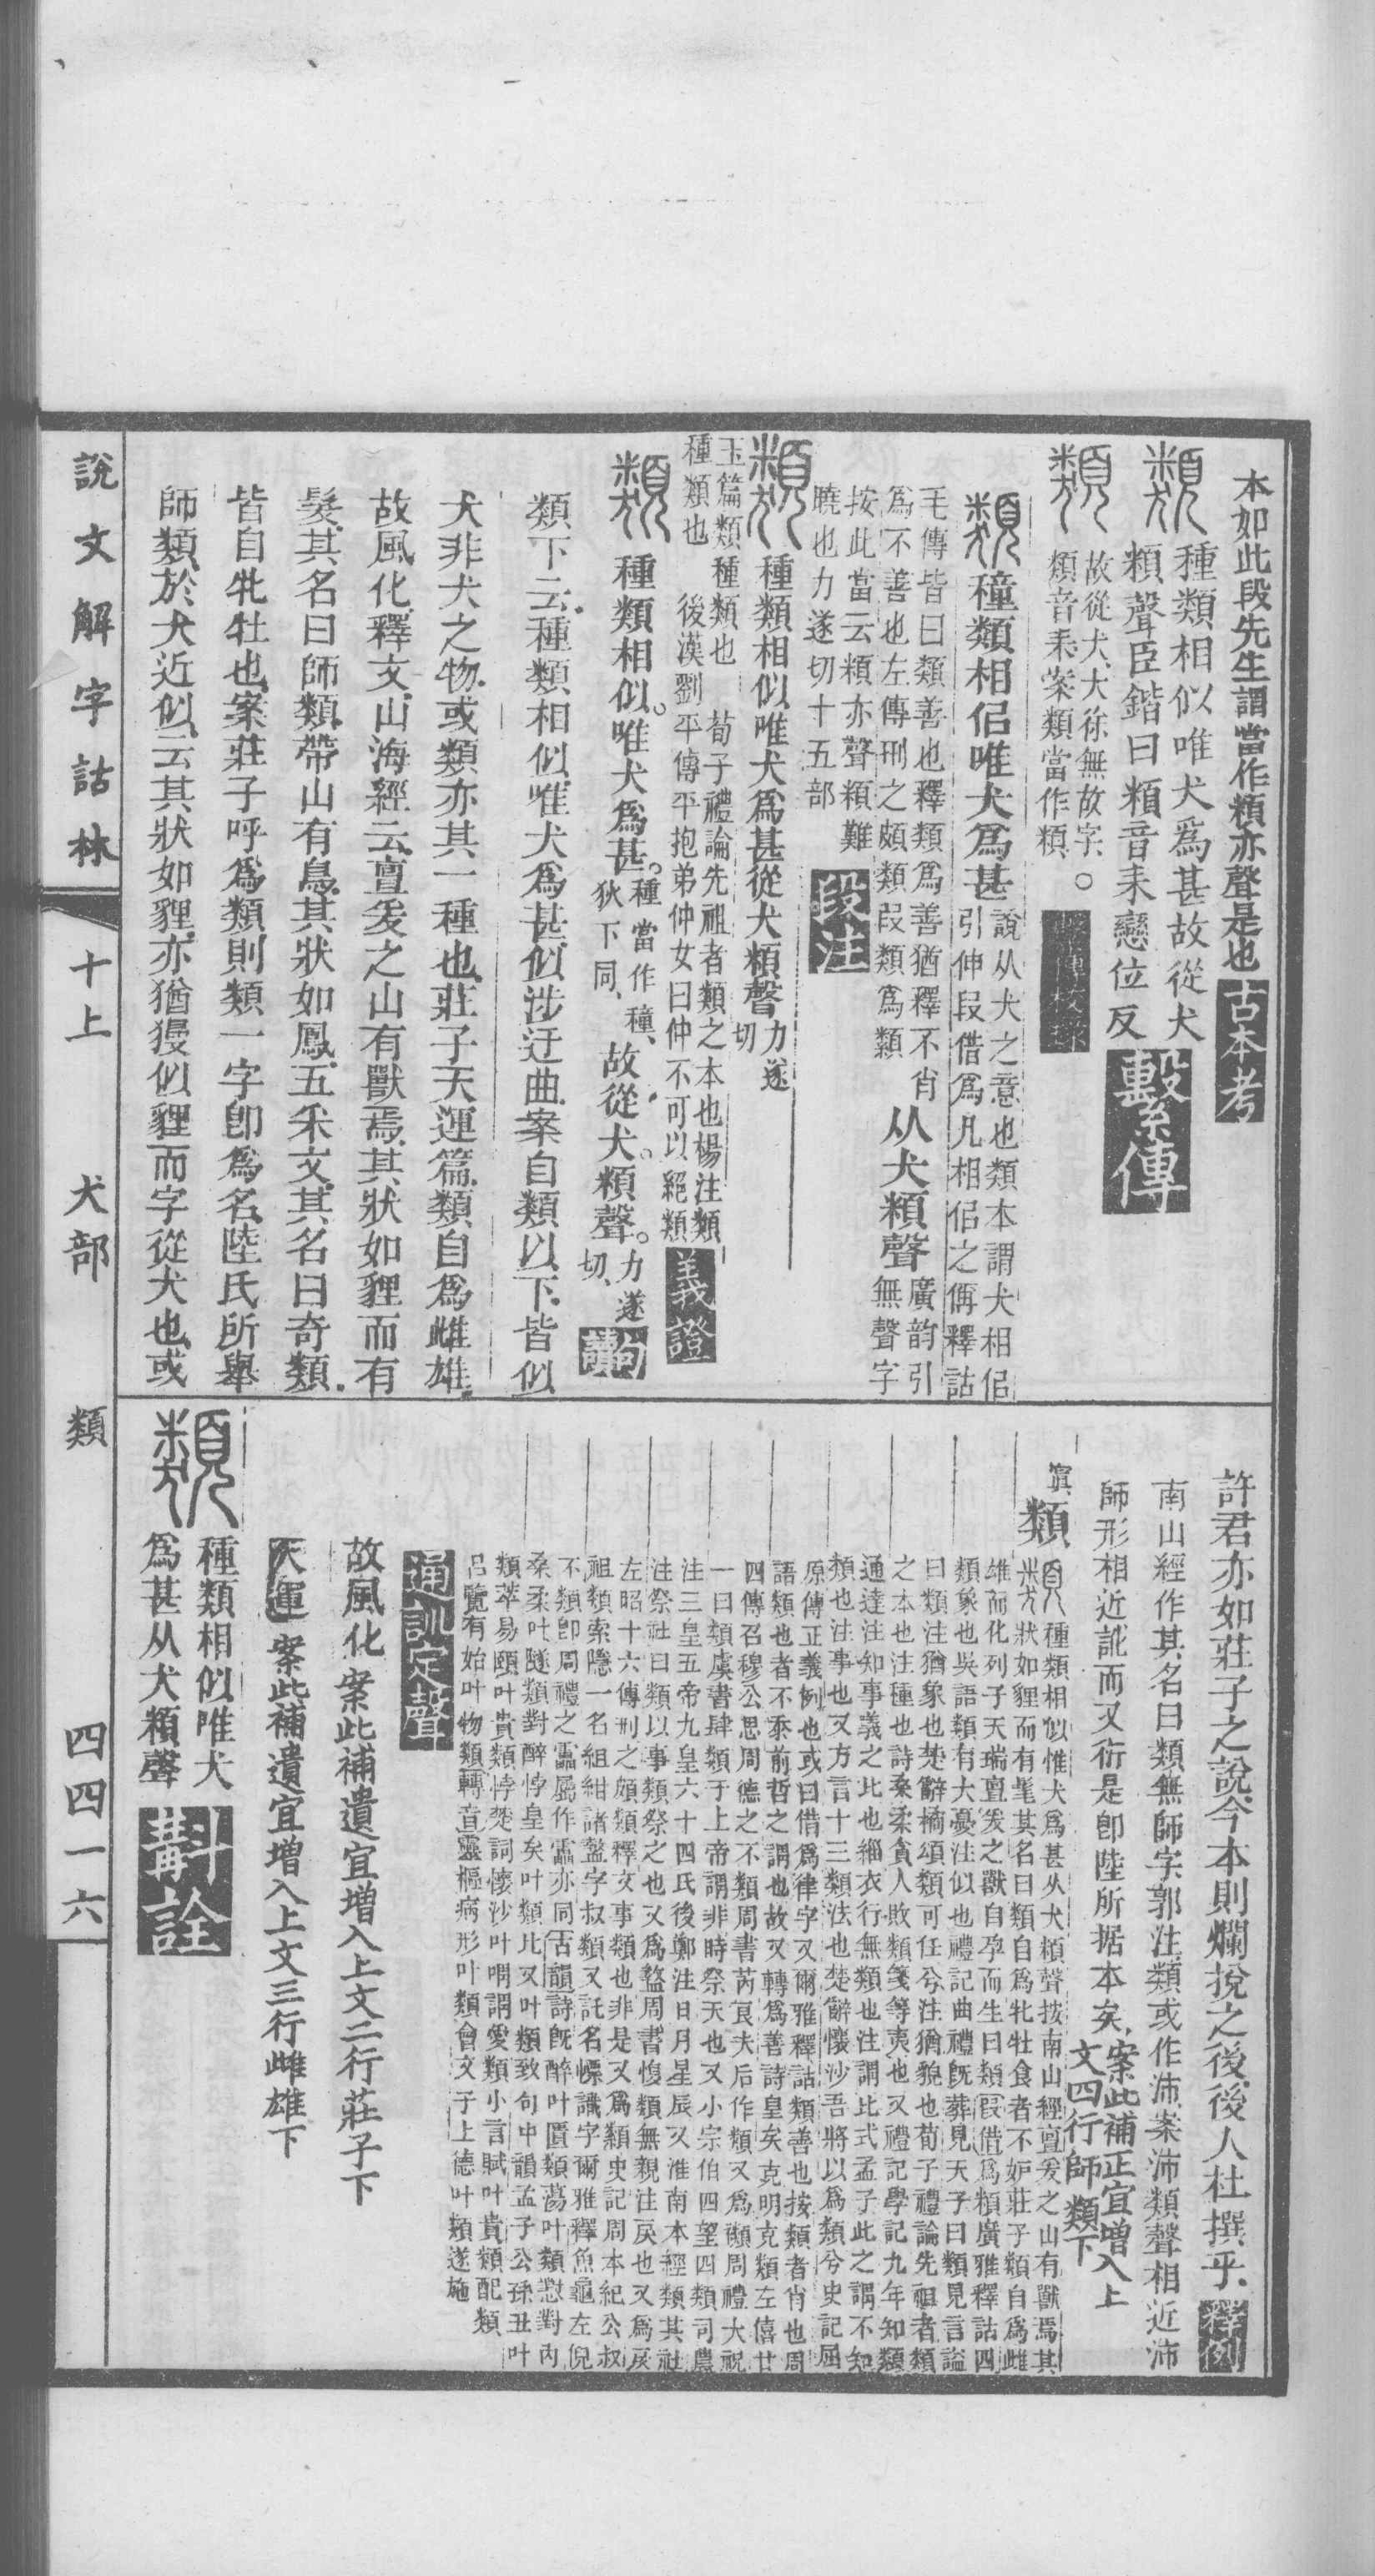 本如此段先生謂當作頪亦聲是也 古本考
類 種類相似唯犬爲甚故從犬
頪聲臣鍇曰頪音耒戀位反 繫傳
類 故從犬大徐無故字○
頪音耒案類當作頪
類 穜類相佀唯犬爲甚 說从犬之意也類本謂犬相佀
引伸叚借爲凡相佀之偁釋詁
毛傳皆曰類善也釋類爲善猶釋不肖
爲不善也左傳刑之頗類叚類爲纇
从犬頪聲 廣韵引
無聲字
按此當云頪亦聲頪難
曉也力遂切十五部 段注
類 種類相似唯犬爲甚從犬頪聲 力遂
切
玉篇類種類也 荀子禮論先祖者類之本也楊注類
種類也 後漢劉平傳平抱弟仲女曰仲不可以絕類 義證
類 種類相似。唯犬爲甚。 種當作穜、
狄下同、
故從犬。頪聲。 力遂
切、
句讀
類下云、種類相似、唯犬爲甚、似涉迂曲、案自類以下、皆似
犬非犬之物、或類亦其一種也、莊子天運篇、類自爲雌雄、
故風化、釋文、山海經云、亶爰之山有獸焉、其狀如貍而有
髮、其名曰師類、帶山有鳥、其狀如鳳、五采文、其名曰奇類、
皆自牝牡也、案莊子呼爲類、則類一字卽爲名、陸氏所舉
師類、於犬近似、云其狀如貍、亦猶獌似貍而字從犬也、或
許君亦如莊子之說、今本則爛捝之後、後人杜撰乎、 釋例
南山經作其名曰類無師字郭注類或作沛案沛類聲相近沛
師形相近訛而又衍是卽陸所据本矣、 案此補正宜增入上
文四行師類下
類 種類相似惟犬爲甚从犬頪聲按南山經亶爰之山有獸焉其
狀如貍而有髦其名曰類自爲牝牡食者不妒莊子類自爲雌
雄而化列子天瑞亶爰之獸自孕而生曰類叚借爲頪廣雅釋詁四
類象也吳語類有大憂注似也禮記曲禮旣葬見天子曰類見言謚
曰類注猶象也楚辭橘頌類可任兮注猶貌也荀子禮論先祖者類
之本也注種也詩桑柔貪人敗類箋等夷也又禮記學記九年知類
通達注知事義之比也緇衣行無類也注謂比式孟子此之謂不知
類也注事也又方言十三類法也楚辭懷沙吾將以爲類兮史記屈
原傳正義例也或曰借爲律字又爾雅釋詁類善也按類者肖也周
語類也者不忝前哲之謂也故又轉爲善詩皇矣克明克類左僖廿
四傳召穆公思周德之不類周書芮良夫后作類又爲禷周禮大祝
一曰類虞書肆類于上帝謂非時祭天也又小宗伯四望四類司農
注三皇五帝九皇六十四氏後鄭注日月星辰又淮南本經類其社
注祭社曰類以事類祭之也又爲盭周書愎類無親注戾也又爲戾
左昭十六傳刑之頗類釋文事類也非是又爲纇史記周本紀公叔
祖類索隱一名組紺諸盩字叔類又託名幖識字爾雅釋魚龜左倪
不類卽周禮之靁屬作靁亦同古韻詩旣醉叶匱類蕩叶類懟對內
桑柔叶隧類對醉悖皇矣叶類比又叶類致句中韻孟子公孫丑叶
類萃易頤叶貴類悖楚詞懷沙叶喟謂愛類小言賦叶貴類配類
呂覽有始叶物類轉音靈樞病形叶類會文子上德叶類遂施
通訓定聲
故風化 案此補遺宜增入上文二行莊子下
天運 案此補遺宜增入上文三行雌雄下
類 種類相似唯犬
爲甚从犬頪聲 斠詮
說文解字詁林 十上 犬部 類 四四一六